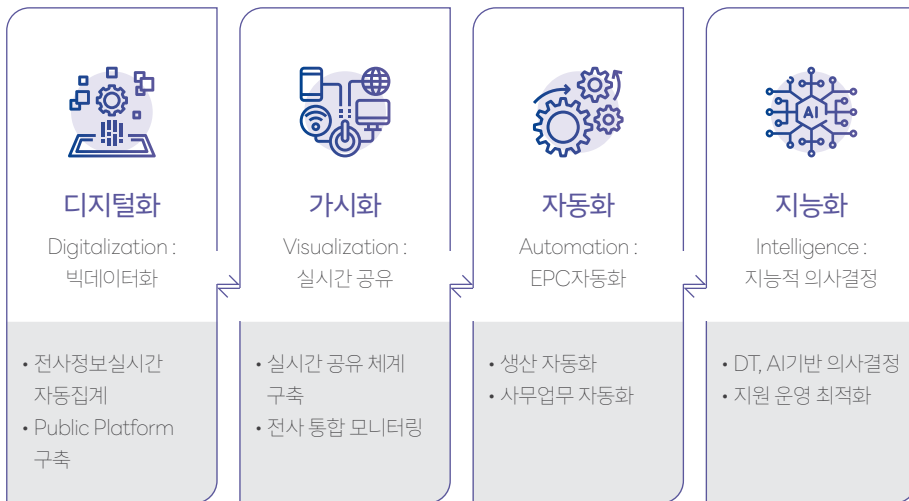 디지털화
Digitalization :
빅데이터화
• 전사정보실시간
자동집계
• Public Platform
구축
가시화
Visualization :
실시간 공유
• 실시간 공유 체계
구축
• 전사 통합 모니터링
자동화
Automation :
EPC자동화
• 생산 자동화
• 사무업무 자동화
AI
지능화
Intelligence :
지능적 의사결정
• DT, AI기반 의사결정
• 지원 운영 최적화